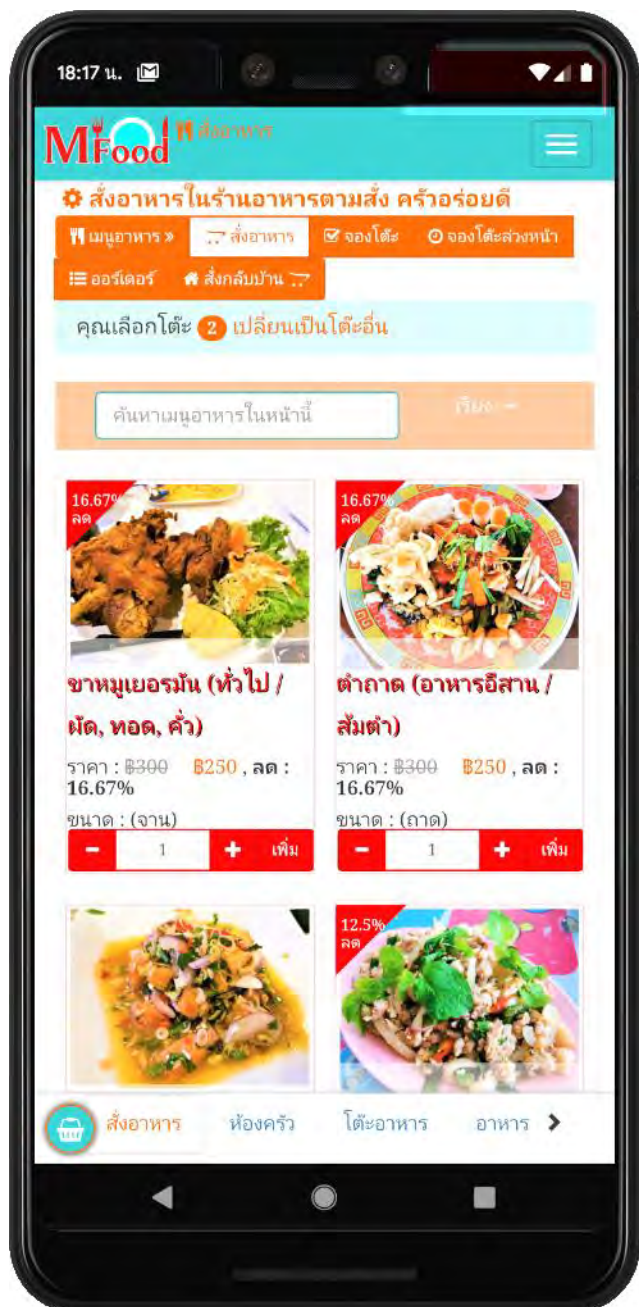 18:17 น.
MFood สั่งอาหาร
สั่งอาหารในร้านอาหารตามสั่ง ครัวอร่อยดี
เมนูอาหาร » สั่งอาหาร จองโต๊ะ จองโต๊ะล่วงหน้า
ออร์เดอร์ สั่งกลับบ้าน
คุณเลือกโต๊ะ 2 เปลี่ยนเป็นโต๊ะอื่น
ค้นหาเมนูอาหารในหน้านี้ เรียง
16.67% ลด
ขาหมูเยอรมัน (ทั่วไป /
ผัด, ทอด, คั่ว)
ราคา : ฿300 ฿250 , ลด :
16.67%
ขนาด : (จาน)
- 1 + เพิ่ม
16.67% ลด
ตำถาด (อาหารอีสาน /
ส้มตำ)
ราคา : ฿300 ฿250 , ลด :
16.67%
ขนาด : (ถาด)
- 1 + เพิ่ม
12.5%
ลด
สั่งอาหาร ห้องครัว โต๊ะอาหาร อาหาร